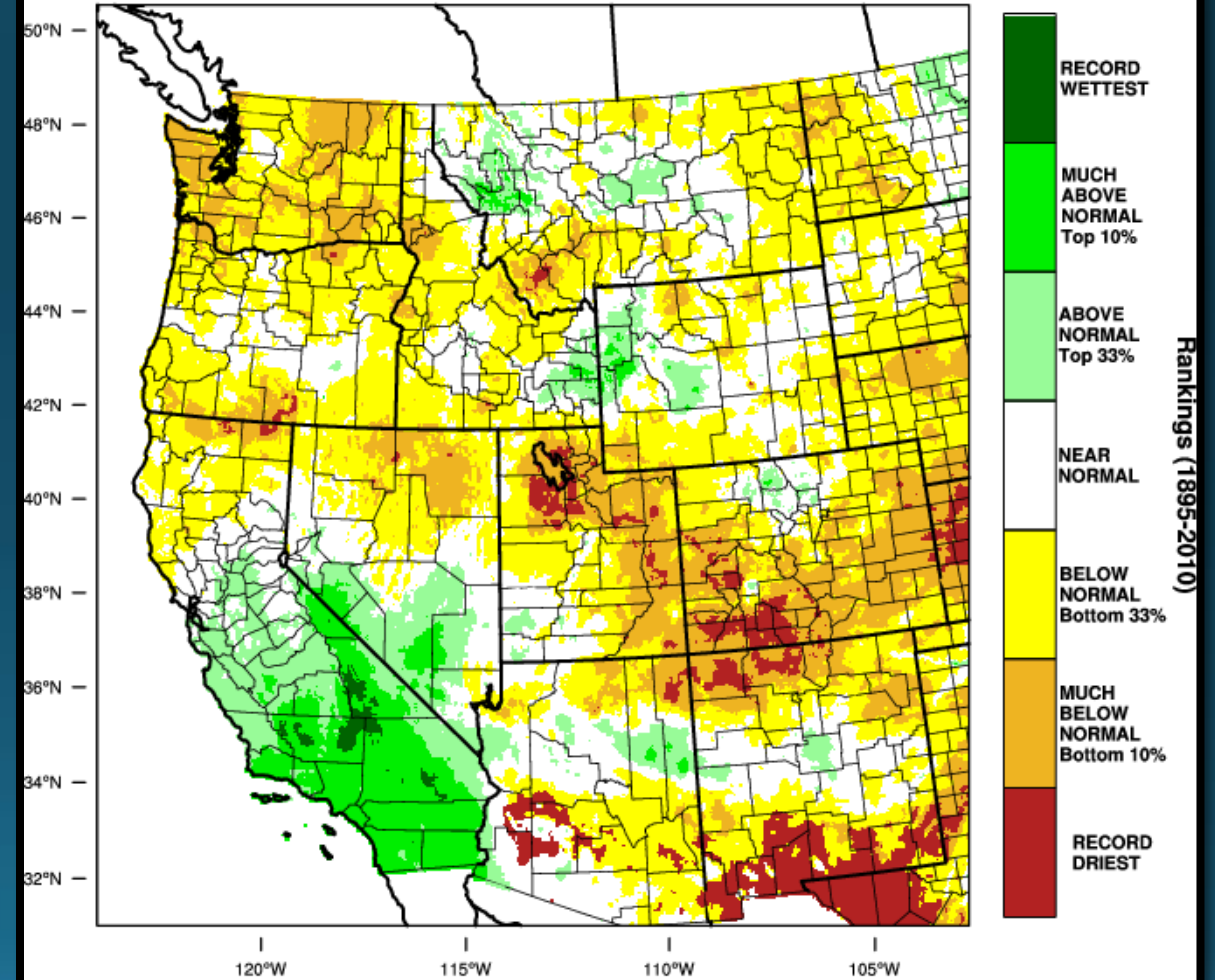 50°N
48°N
46°N
44°N
42°N
40°N
38°N
36°N
34°N
32°N
120°W
115°W
110°W
105°W
RECORD
WETTEST
MUCH
ABOVE
NORMAL
Top 10%
ABOVE
NORMAL
Top 33%
NEAR
NORMAL
BELOW
NORMAL
Bottom 33%
MUCH
BELOW
NORMAL
Bottom 10%
RECORD
DRIEST
Rankings (1895-2010)